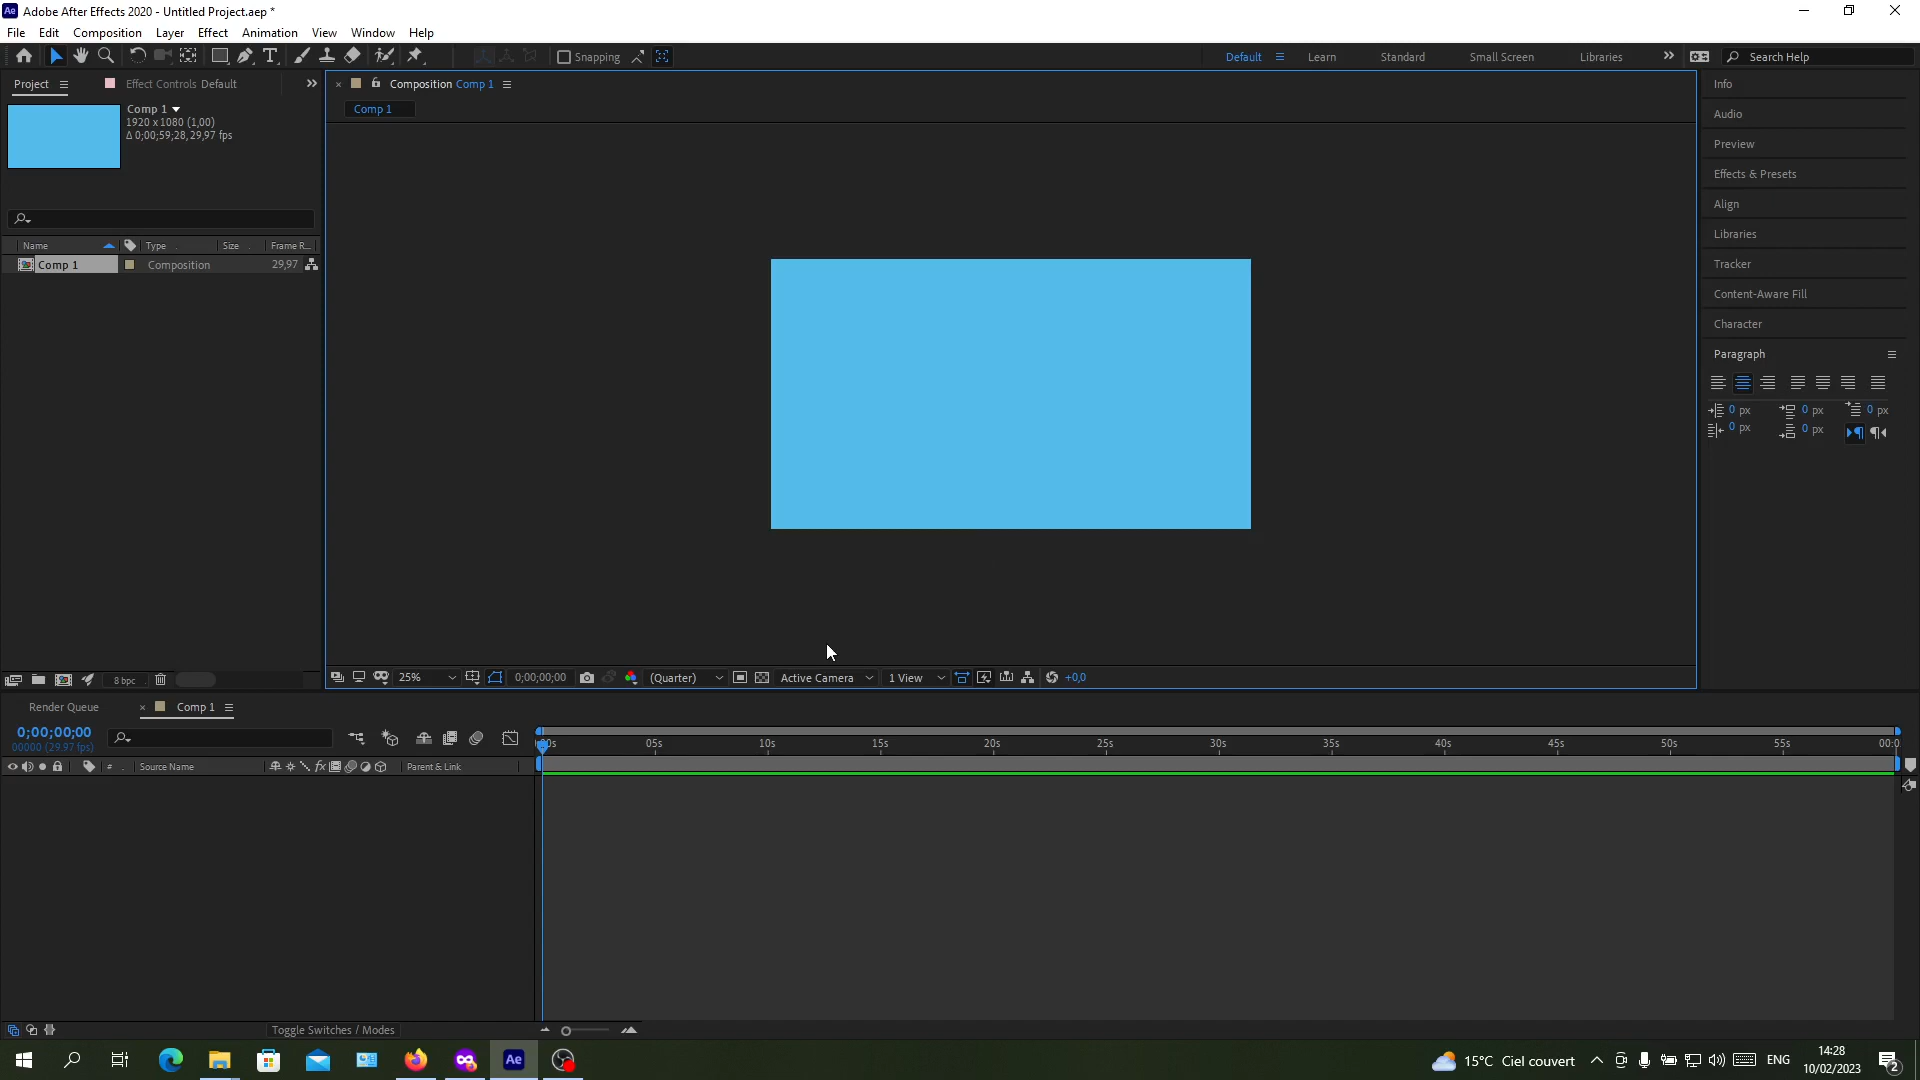 Ae Adobe After Effects 2020 - Untitled Project.aep *
File Edit Composition Layer Effect Animation View Window Help
Snapping
Default Learn Standard Small Screen Libraries Search Help
Project Effect Controls Default
Comp 1
1920 x 1080 (1,00)
Δ 0;00;59;28, 29,97 fps
Name Type Size Frame R...
Comp 1 Composition 29,97
8 bpc
Composition Comp 1
Comp 1
25% 0;00;00;00 (Quarter) Active Camera 1 View +0,0
Info
Audio
Preview
Effects & Presets
Align
Libraries
Tracker
Content-Aware Fill
Character
Paragraph
0 px 0 px 0 px
0 px 0 px
Render Queue Comp 1
0;00;00;00
00000 (29.97 fps)
# Source Name fx Parent & Link
05s 10s 15s 20s 25s 30s 35s 40s 45s 50s 55s
Toggle Switches / Modes
Ae
15°C Ciel couvert ENG 14:28
10/02/2023
2